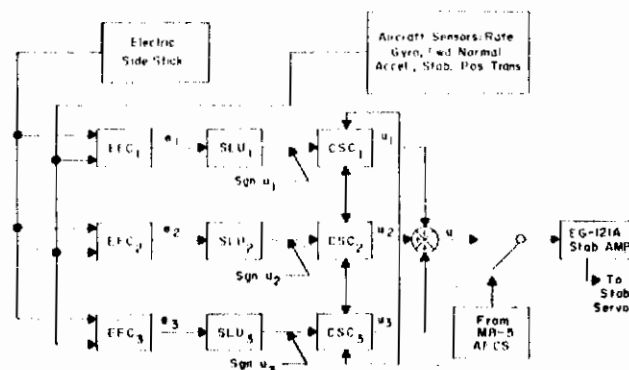 Electric
Side Stick
Aircraft Sensors: Rate
Gyro, Fwd Normal
Accel., Stab. Pos Trans
EFC1
e1
SLU1
Sgn u1
CSC1
u1
EFC2
e2
SLU2
Sgn u2
CSC2
u2
u
EG-121A
Stab AMP
To
Stab
Servo
EFC3
e3
SLU3
Sgn u3
CSC3
u3
From
MB-5
AFCS